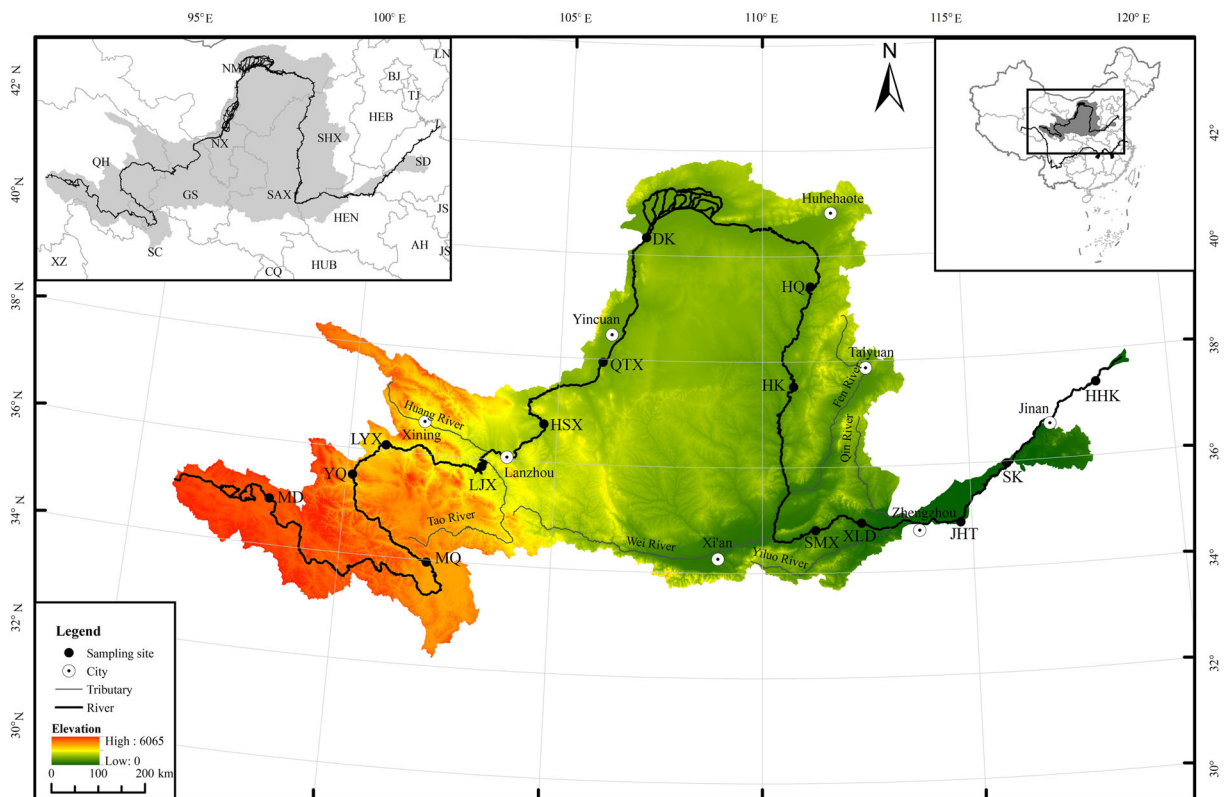 95°E 100°E 105°E 110°E 115°E 120°E
42°N
40°N
38°N
36°N
34°N
32°N
30°N
42°N
40°N
38°N
36°N
34°N
32°N
30°N
NM
LN
BJ
TJ
HEB
SHX
NX
QH
SD
GS
SAX
HEN
JS
SC
AH
XZ
JS
CQ
HUB
N
Huhehaote
DK
HQ
Yincuan
QTX
Taiyuan
HK
Fen River
HHK
Huang River
HSX
Jinan
Qin River
LYX
Xining
Lanzhou
YQ
LJX
SK
MD
Tao River
Zhengzhou
Wei River
Xi'an
Yiluo River
SMX
XLD
JHT
MQ
Legend
Sampling site
City
Tributary
River
Elevation
High : 6065
Low: 0
0 100 200 km